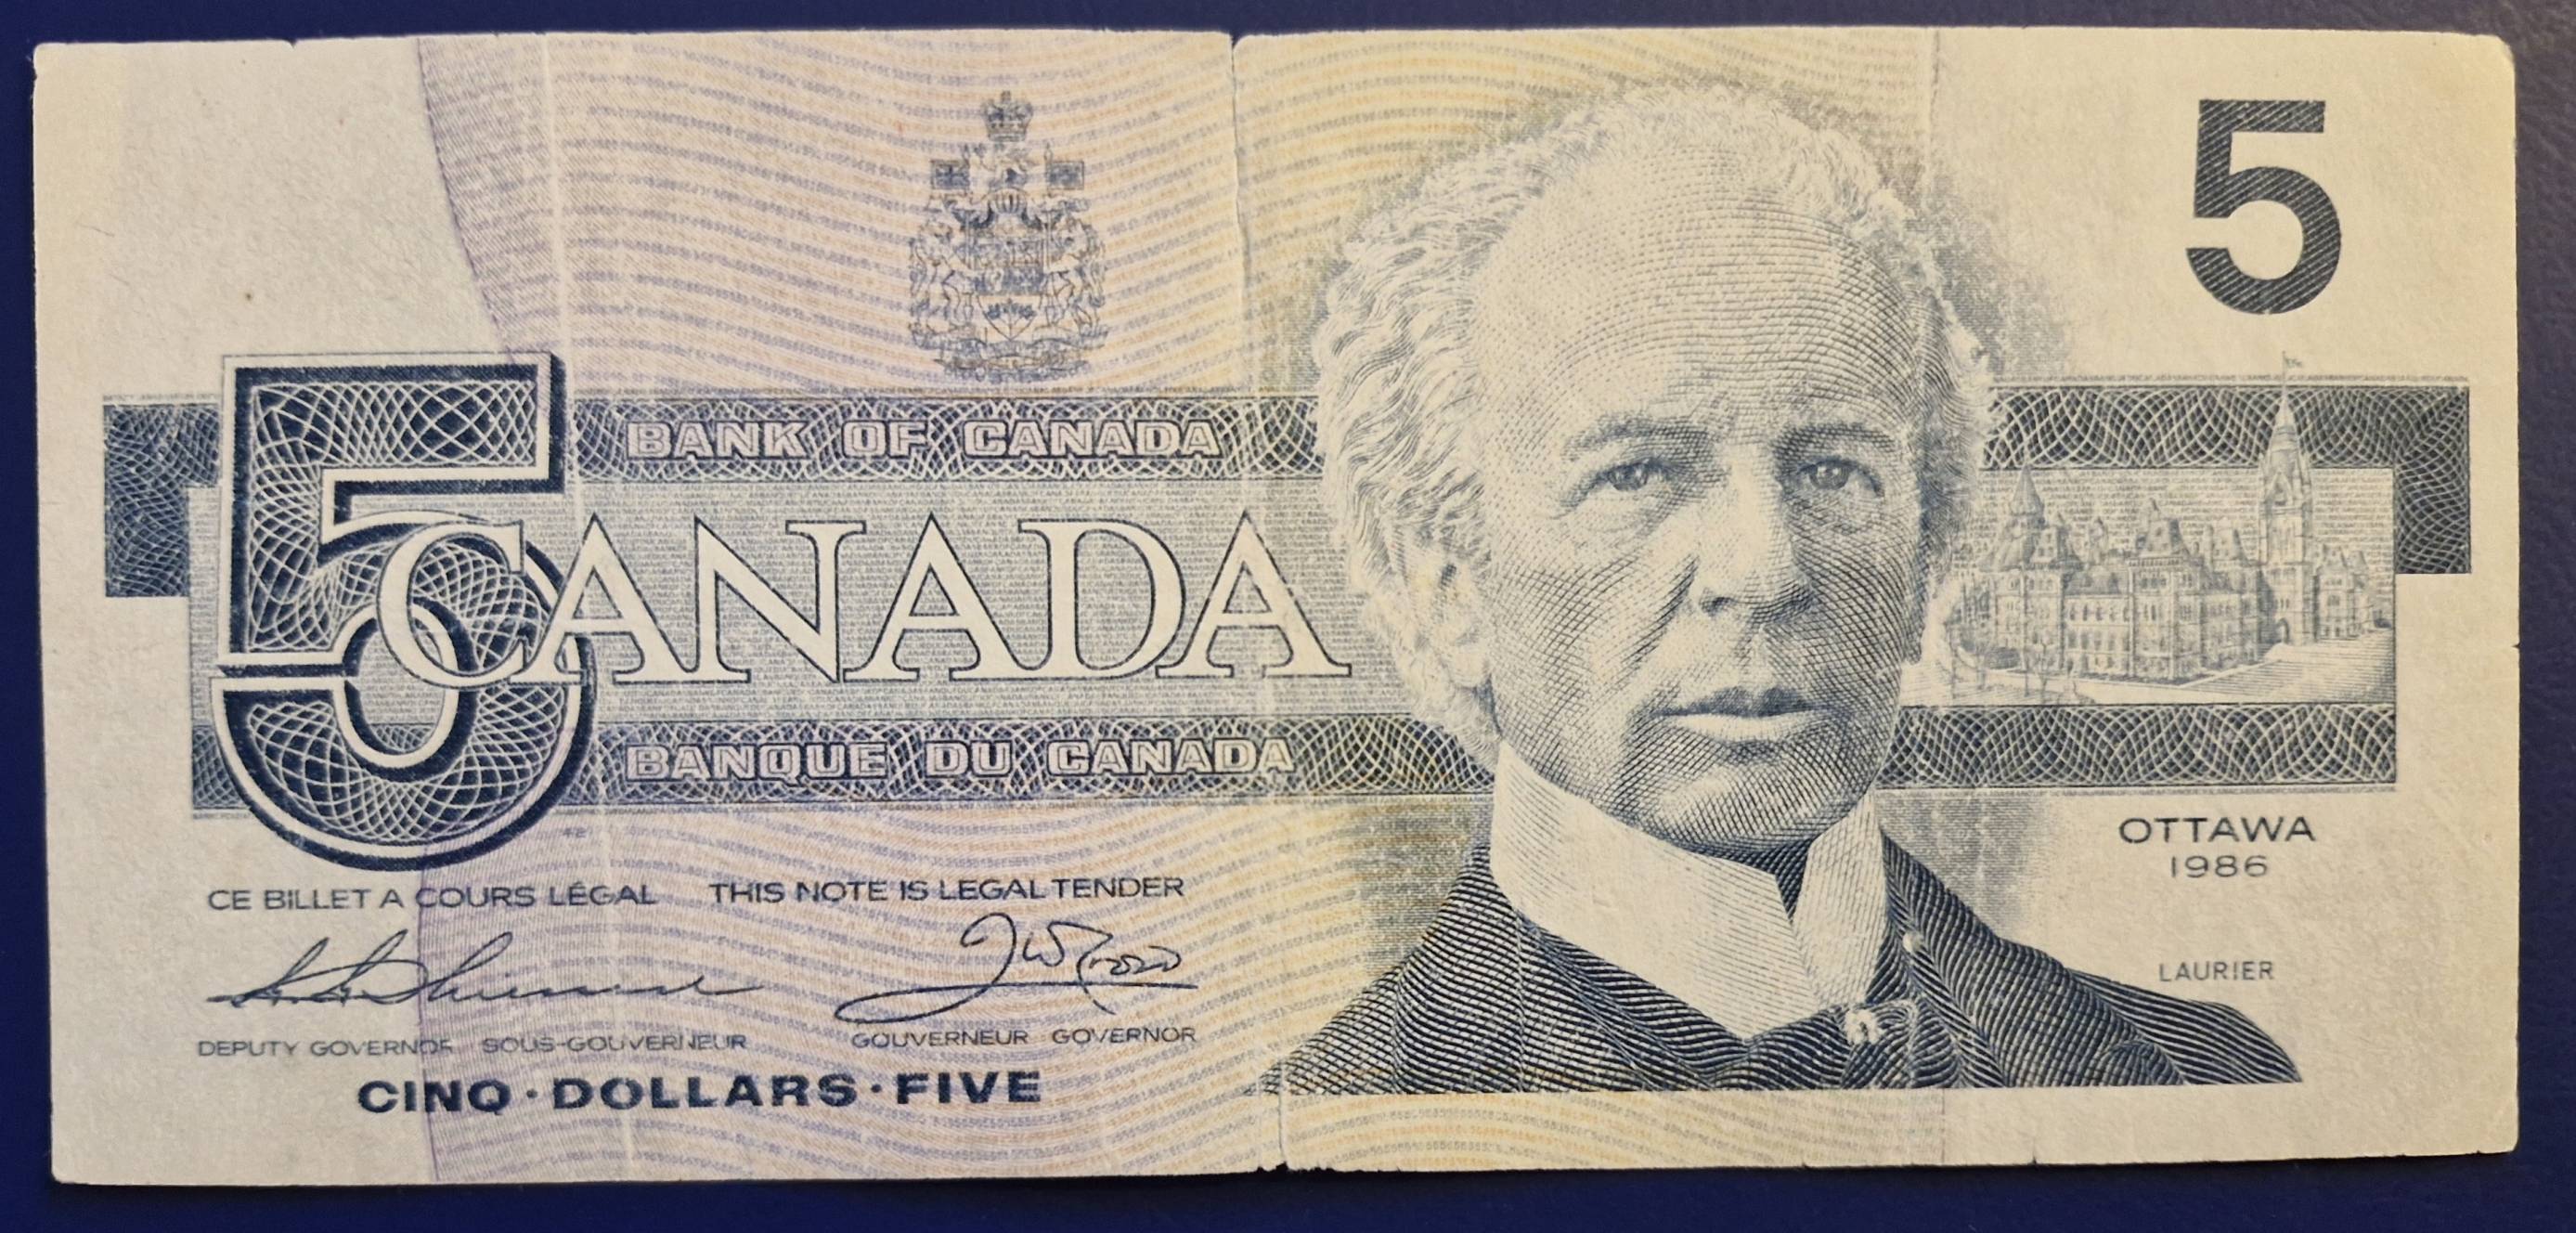 5
BANK OF CANADA
5
CANADA
BANQUE DU CANADA
OTTAWA
1986
CE BILLET A COURS LÉGAL THIS NOTE IS LEGAL TENDER
LAURIER
DEPUTY GOVERNOR SOUS-GOUVERNEUR GOUVERNEUR GOVERNOR
CINQ·DOLLARS·FIVE